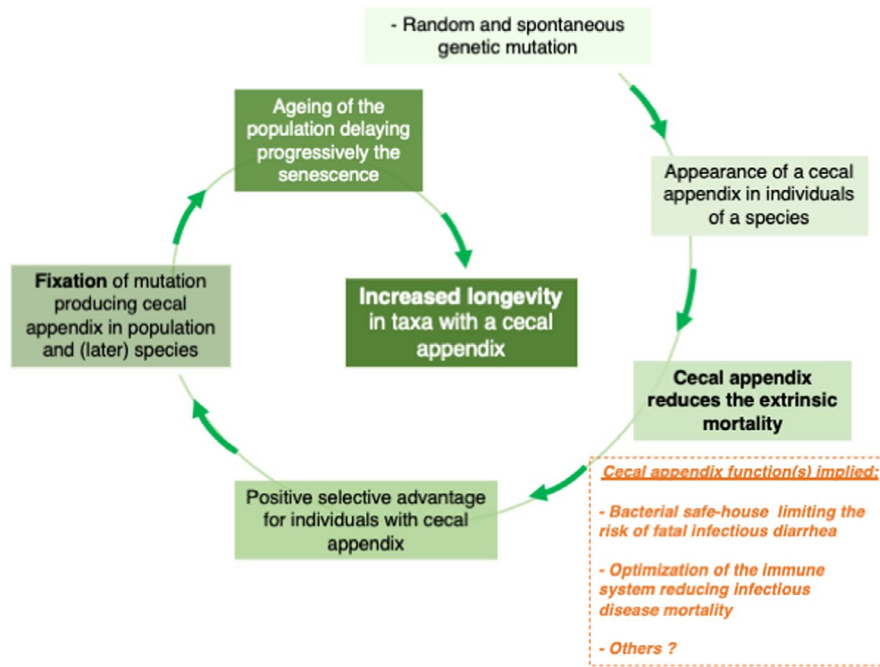 - Random and spontaneous
genetic mutation
Appearance of a cecal
appendix in individuals
of a species
Cecal appendix
reduces the extrinsic
mortality
Cecal appendix function(s) implied:
- Bacterial safe-house limiting the
risk of fatal infectious diarrhea
- Optimization of the immune
system reducing infectious
disease mortality
- Others ?
Positive selective advantage
for individuals with cecal
appendix
Fixation of mutation
producing cecal
appendix in population
and (later) species
Ageing of the
population delaying
progressively the
senescence
Increased longevity
in taxa with a cecal
appendix